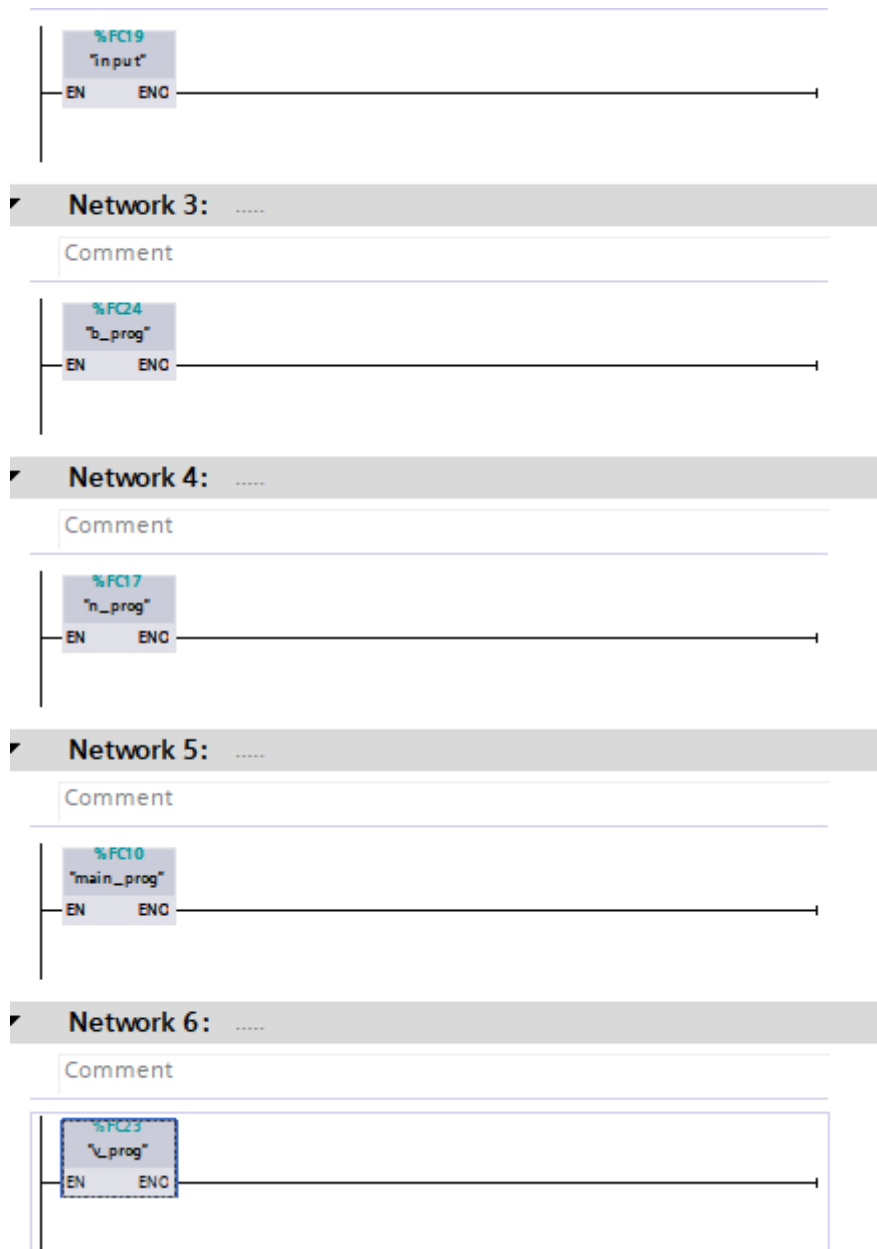 %FC19
"input"
EN ENO
Network 3: .....
Comment
%FC24
"b_prog"
EN ENO
Network 4: .....
Comment
%FC17
"n_prog"
EN ENO
Network 5: .....
Comment
%FC10
"main_prog"
EN ENO
Network 6: .....
Comment
%FC23
"v_prog"
EN ENO